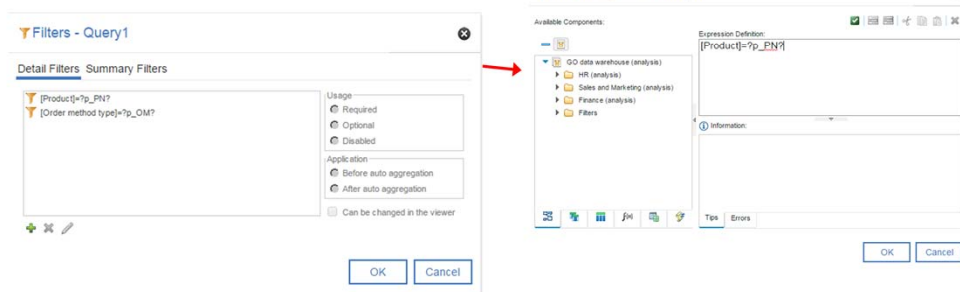 Filters - Query1
Detail Filters Summary Filters
[Product]=?p_PN?
[Order method type]=?p_OM?
Usage
Required
Optional
Disabled
Application
Before auto aggregation
After auto aggregation
Can be changed in the viewer
OK Cancel
Available Components:
GO data warehouse (analysis)
HR (analysis)
Sales and Marketing (analysis)
Finance (analysis)
Filters
Expression Definition:
[Product]=?p_PN?
Information:
Tips Errors
OK Cancel